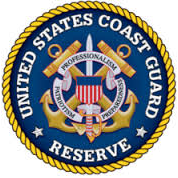 UNITED STATES COAST GUARD
PROFESSIONALISM
PATRIOTISM
PREPAREDNESS
RESERVE